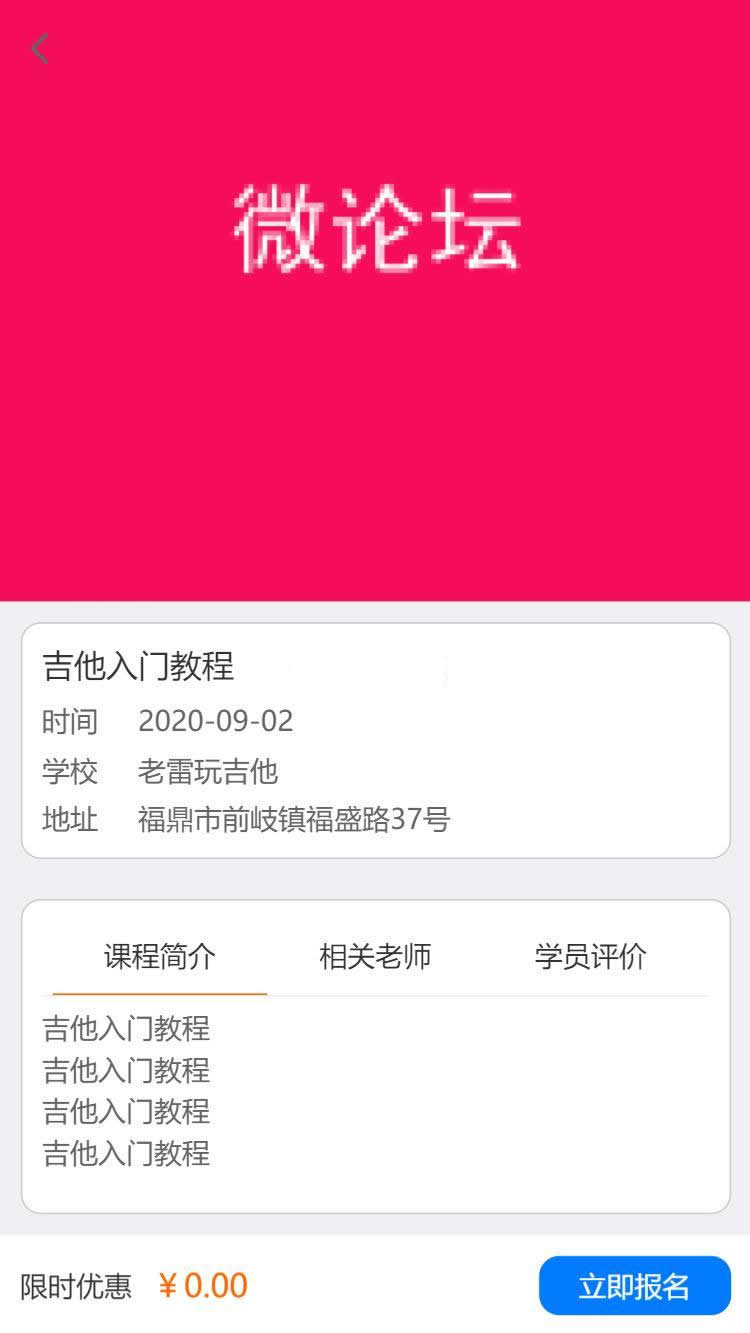 微论坛
吉他入门教程
时间 2020-09-02
学校 老雷玩吉他
地址 福鼎市前岐镇福盛路37号
课程简介 相关老师 学员评价
吉他入门教程
吉他入门教程
吉他入门教程
吉他入门教程
限时优惠 ¥0.00 立即报名